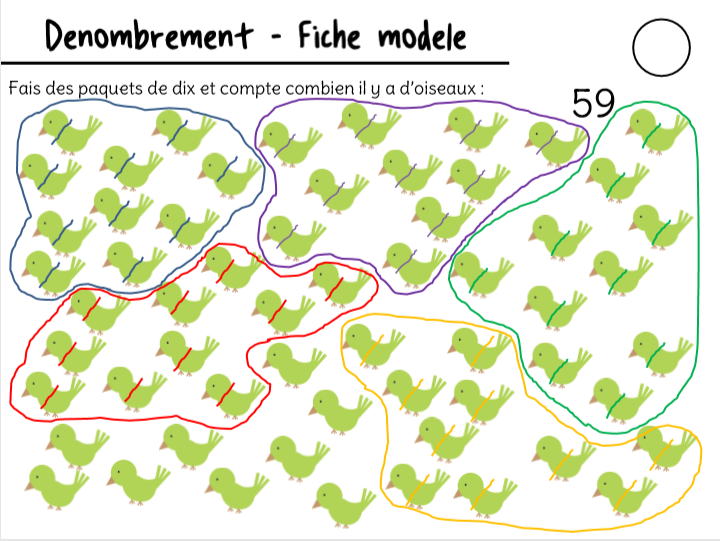 Denombrement - Fiche modele
Fais des paquets de dix et compte combien il y a d'oiseaux :
59